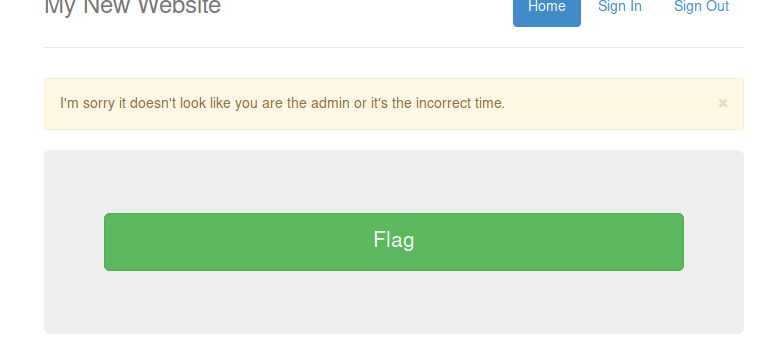 My New Website
Home Sign In Sign Out
I'm sorry it doesn't look like you are the admin or it's the incorrect time. ×
Flag